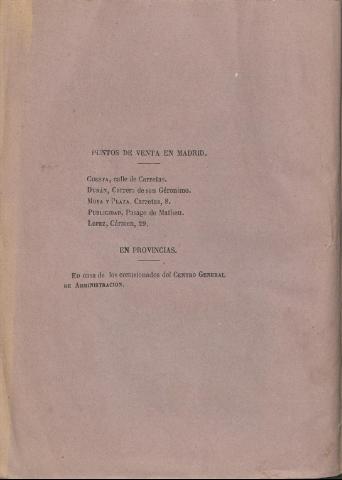 PUNTOS DE VENTA EN MADRID.
CUESTA, calle de Carretas.
DURÁN, Carrera de san Gerónimo.
MOYA Y PLAZA, Carretas, 8.
PUBLICIDAD, Pasage de Matheu.
LOPEZ, Cármen, 29.
EN PROVINCIAS.
En casa de los comisionados del CENTRO GENERAL
DE ADMINISTRACION.